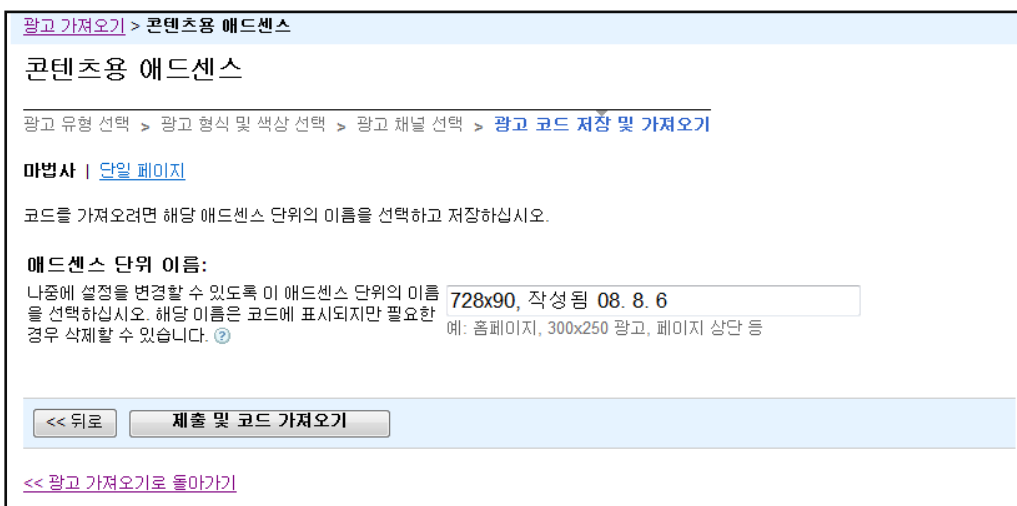 광고 가져오기 > 콘텐츠용 애드센스
콘텐츠용 애드센스
광고 유형 선택 > 광고 형식 및 색상 선택 > 광고 채널 선택 > 광고 코드 저장 및 가져오기
마법사 | 단일 페이지
코드를 가져오려면 해당 애드센스 단위의 이름을 선택하고 저장하십시오.
애드센스 단위 이름:
나중에 설정을 변경할 수 있도록 이 애드센스 단위의 이름
을 선택하십시오. 해당 이름은 코드에 표시되지만 필요한
경우 삭제할 수 있습니다. ?
728x90, 작성됨 08. 8. 6
예: 홈페이지, 300x250 광고, 페이지 상단 등
<< 뒤로 제출 및 코드 가져오기
<< 광고 가져오기로 돌아가기